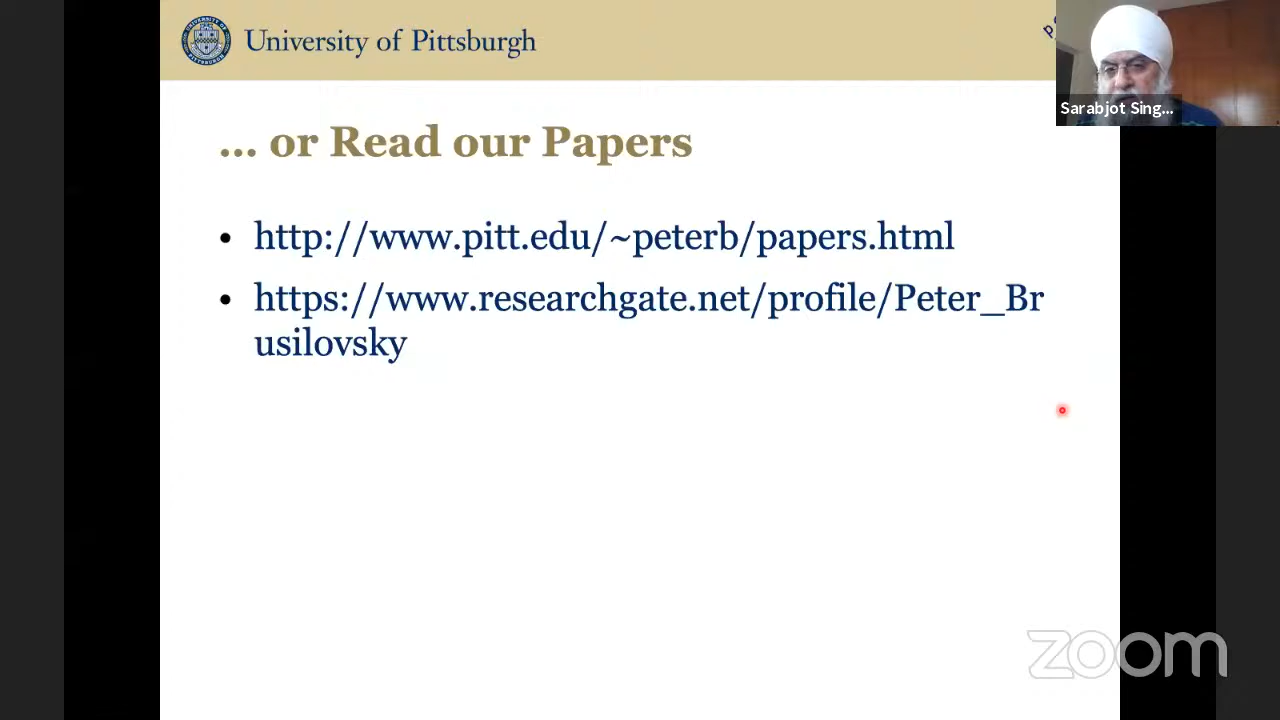 University of Pittsburgh
Sarabjot Sing...
... or Read our Papers
• http://www.pitt.edu/~peterb/papers.html
• https://www.researchgate.net/profile/Peter_Br
usilovsky
zoom